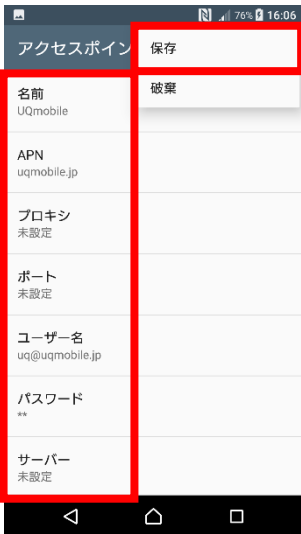 76% 16:06
アクセスポイン
保存
破棄
名前
UQmobile
APN
uqmobile.jp
プロキシ
未設定
ポート
未設定
ユーザー名
uq@uqmobile.jp
パスワード
**
サーバー
未設定